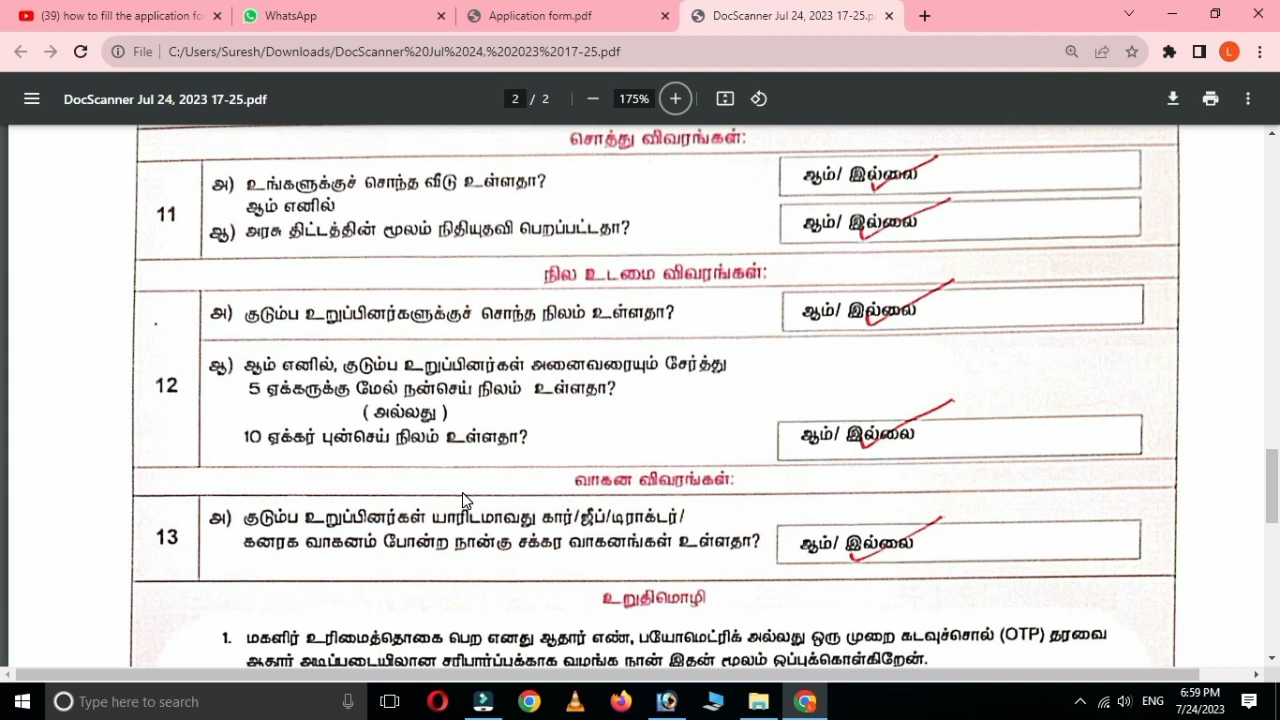 (39) how to fill the application fo
WhatsApp
Application form.pdf
DocScanner Jul 24, 2023 17-25.p
File C:/Users/Suresh/Downloads/DocScanner%20Jul%2024,%202023%2017-25.pdf
L
DocScanner Jul 24, 2023 17-25.pdf
2 / 2
175%
சொத்து விவரங்கள்:
11
அ) உங்களுக்குச் சொந்த வீடு உள்ளதா?
ஆம்/ இல்லை
ஆம் எனில்
ஆ) அரசு திட்டத்தின் மூலம் நிதியுதவி பெறப்பட்டதா?
ஆம்/ இல்லை
நில உடமை விவரங்கள்:
12
அ) குடும்ப உறுப்பினர்களுக்குச் சொந்த நிலம் உள்ளதா?
ஆம்/ இல்லை
ஆ) ஆம் எனில், குடும்ப உறுப்பினர்கள் அனைவரையும் சேர்த்து
5 ஏக்கருக்கு மேல் நன்செய் நிலம் உள்ளதா?
( அல்லது )
10 ஏக்கர் புன்செய் நிலம் உள்ளதா?
ஆம்/ இல்லை
வாகன விவரங்கள்:
13
அ) குடும்ப உறுப்பினர்கள் யாரிடமாவது கார்/ஜீப்/டிராக்டர்/
கனரக வாகனம் போன்ற நான்கு சக்கர வாகனங்கள் உள்ளதா?
ஆம்/ இல்லை
உறுதிமொழி
1. மகளிர் உரிமைத்தொகை பெற எனது ஆதார் எண், பயோமெட்ரிக் அல்லது ஒரு முறை கடவுச்சொல் (OTP) தரவை
ஆதார் அடிப்படையிலான சரிபார்ப்புக்காக வழங்க நான் இதன் மூலம் ஒப்புக்கொள்கிறேன்.
Type here to search
ENG
6:59 PM
7/24/2023